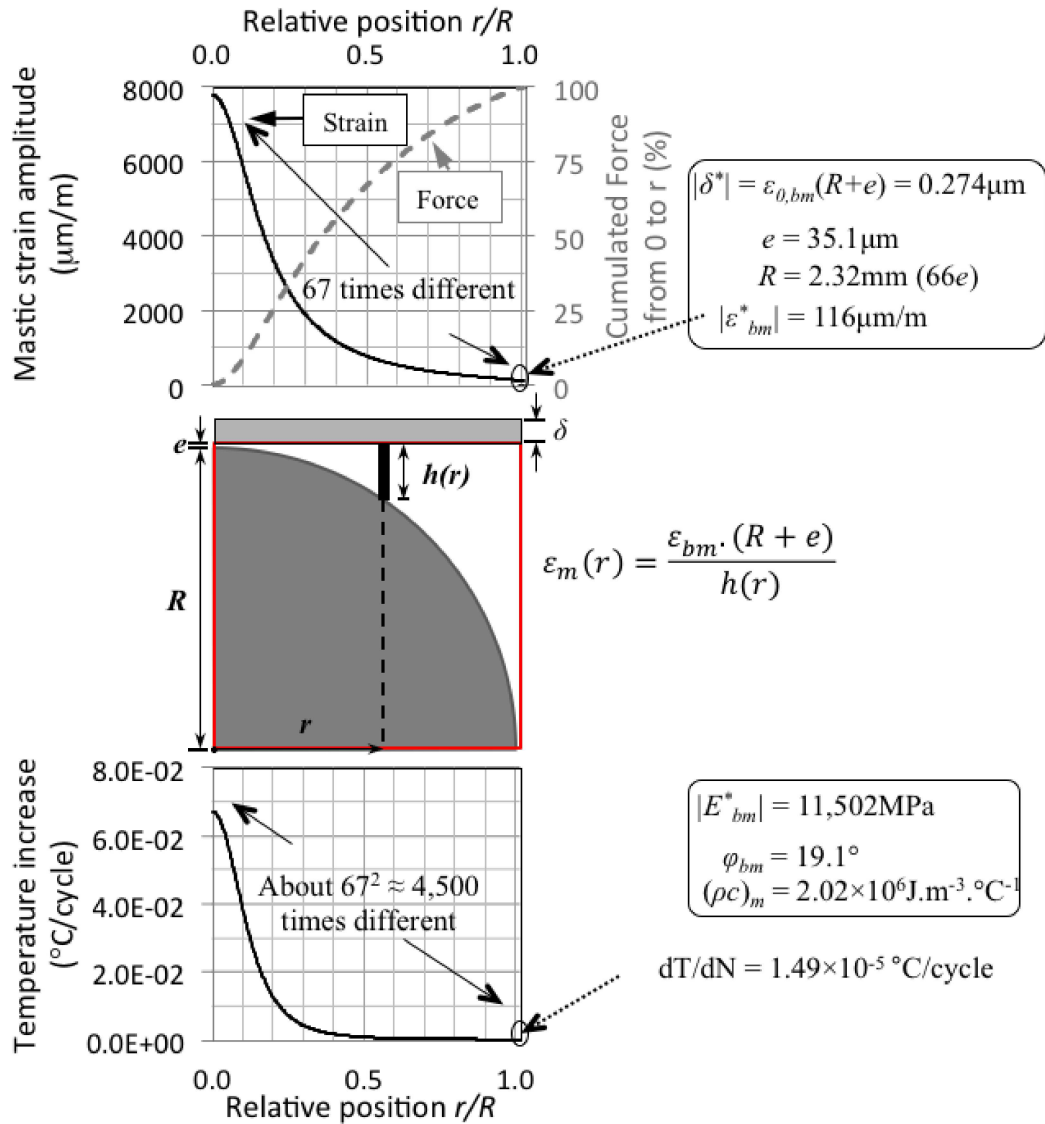 Relative position r/R
0.0 0.5 1.0
8000
6000
4000
2000
0
Mastic strain amplitude
(μm/m)
100
75
50
25
0
Cumulated Force
from 0 to r (%)
Strain
Force
67 times different
|δ*| = ε0,bm(R+e) = 0.274μm
e = 35.1μm
R = 2.32mm (66e)
|ε*bm| = 116μm/m
e
δ
h(r)
R
r
εm(r) = εbm. (R + e) / h(r)
8.0E-02
6.0E-02
4.0E-02
2.0E-02
0.0E+00
Temperature increase
(°C/cycle)
About 67² ≈ 4,500
times different
|E*bm| = 11,502MPa
φbm = 19.1°
(ρc)m = 2.02×10⁶J.m⁻³.°C⁻¹
dT/dN = 1.49×10⁻⁵ °C/cycle
0.0 0.5 1.0
Relative position r/R